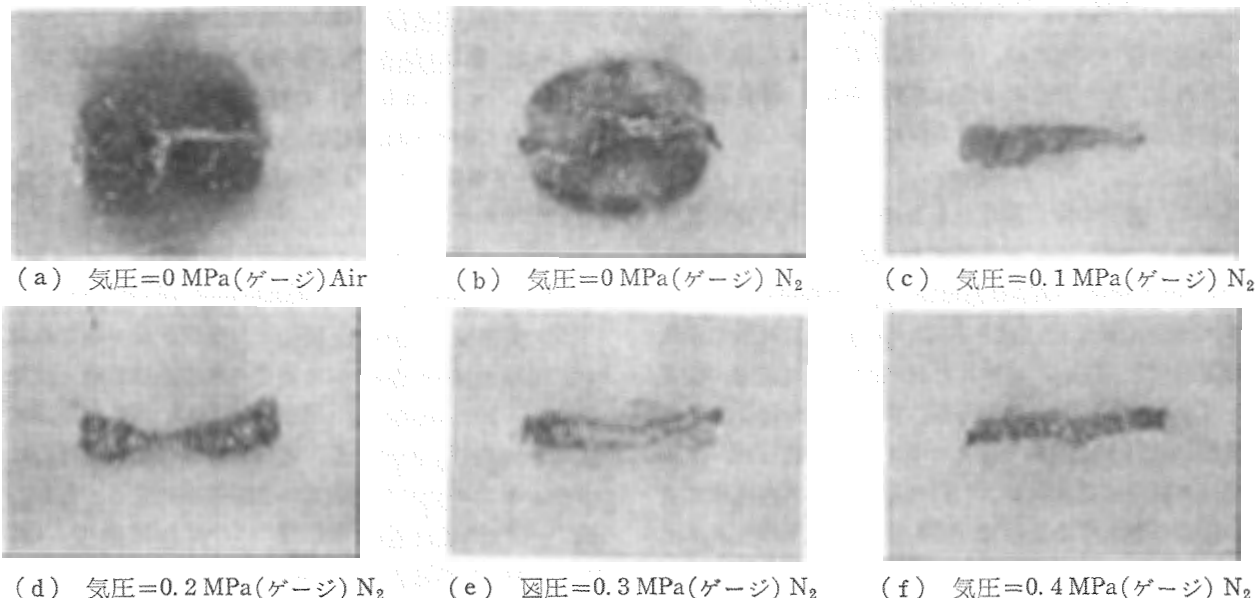 (a) 気圧=0 MPa(ゲージ)Air
(b) 気圧=0 MPa(ゲージ) N₂
(c) 気圧=0.1 MPa(ゲージ) N₂
(d) 気圧=0.2 MPa(ゲージ) N₂
(e) 図圧=0.3 MPa(ゲージ) N₂
(f) 気圧=0.4 MPa(ゲージ) N₂